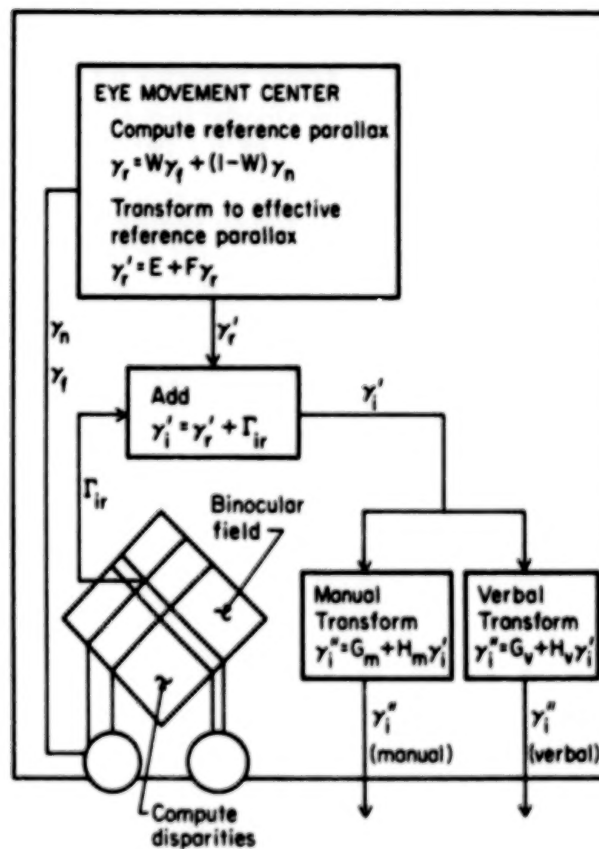 EYE MOVEMENT CENTER
Compute reference parallax
γr = Wγf + (1-W)γn
Transform to effective
reference parallax
γr' = E + Fγr
γn
γf
γr'
Add
γi' = γr' + Γir
γi'
Γir
Binocular
field
Manual
Transform
γi" = Gm + Hmγi'
Verbal
Transform
γi" = Gv + Hvγi'
γi"
(manual)
γi"
(verbal)
Compute
disparities